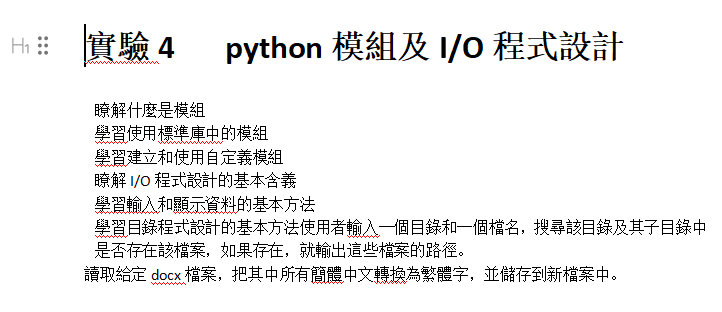 H1
實驗 4 python 模組及 I/O 程式設計
瞭解什麼是模組
學習使用標準庫中的模組
學習建立和使用自定義模組
瞭解 I/O 程式設計的基本含義
學習輸入和顯示資料的基本方法
學習目錄程式設計的基本方法使用者輸入一個目錄和一個檔名，搜尋該目錄及其子目錄中
是否存在該檔案，如果存在，就輸出這些檔案的路徑。
讀取給定 docx 檔案，把其中所有簡體中文轉換為繁體字，並儲存到新檔案中。